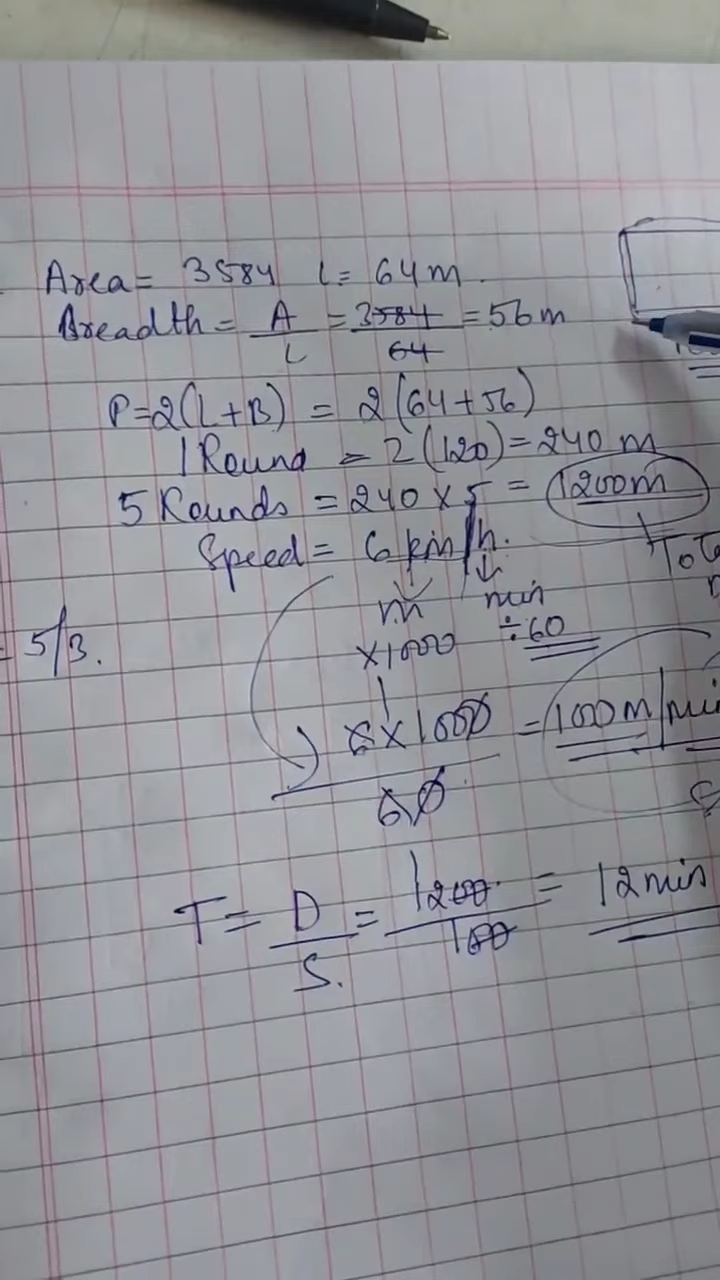 Area = 3584 l = 64 m.
Breadth = A/L = 3584/64 = 56 m
P = 2(L+B) = 2(64+56)
1 Round = 2(120) = 240 m
5 Rounds = 240 × 5 = 1200m
Speed = 6 km/h.
m min
×1000 ÷60
= 5/3.
6×1000/60 = 100 m/min
T = D/S. = 1200/100 = 12 min